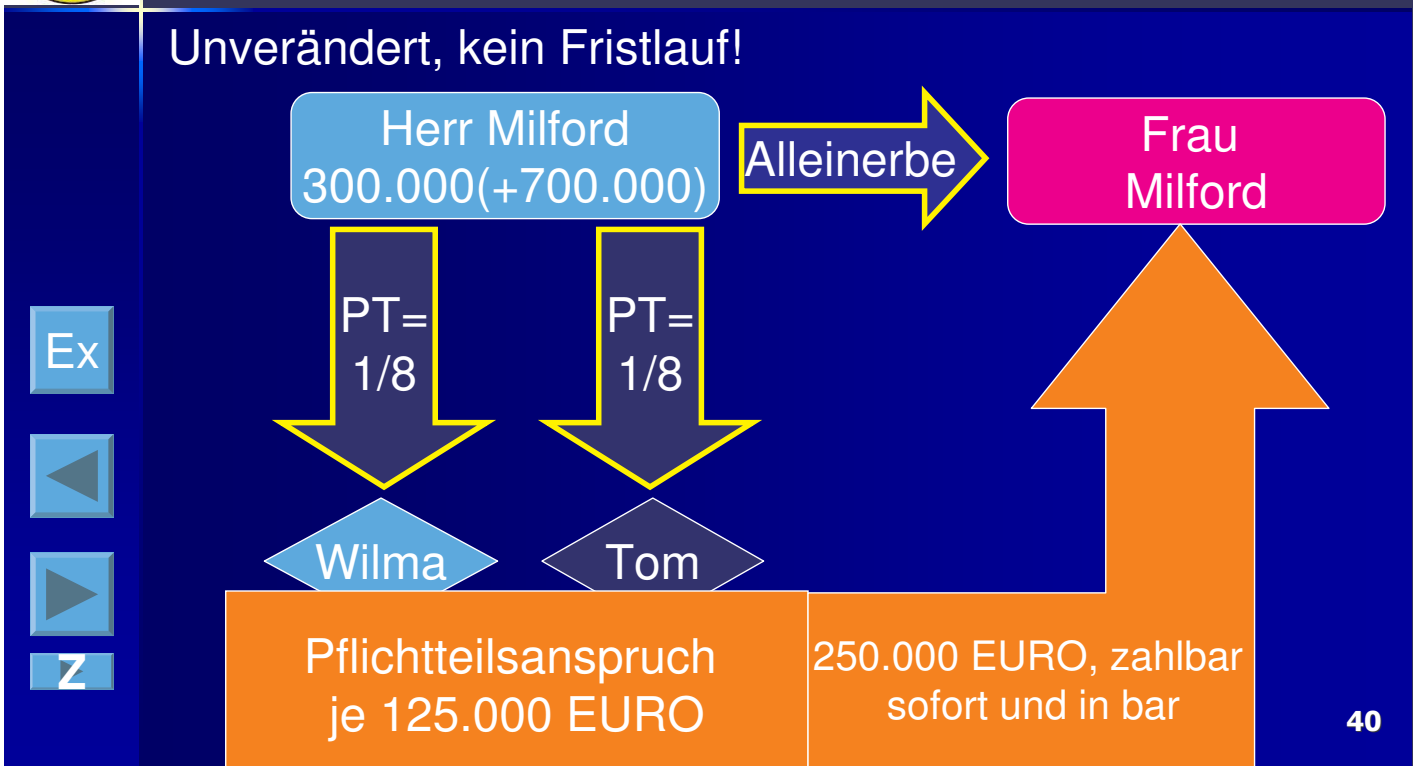 Unverändert, kein Fristlauf!
Herr Milford
300.000(+700.000)
Alleinerbe
Frau
Milford
PT=
1/8
PT=
1/8
Ex
Wilma
Tom
Pflichtteilsanspruch
je 125.000 EURO
250.000 EURO, zahlbar
sofort und in bar
Z
40